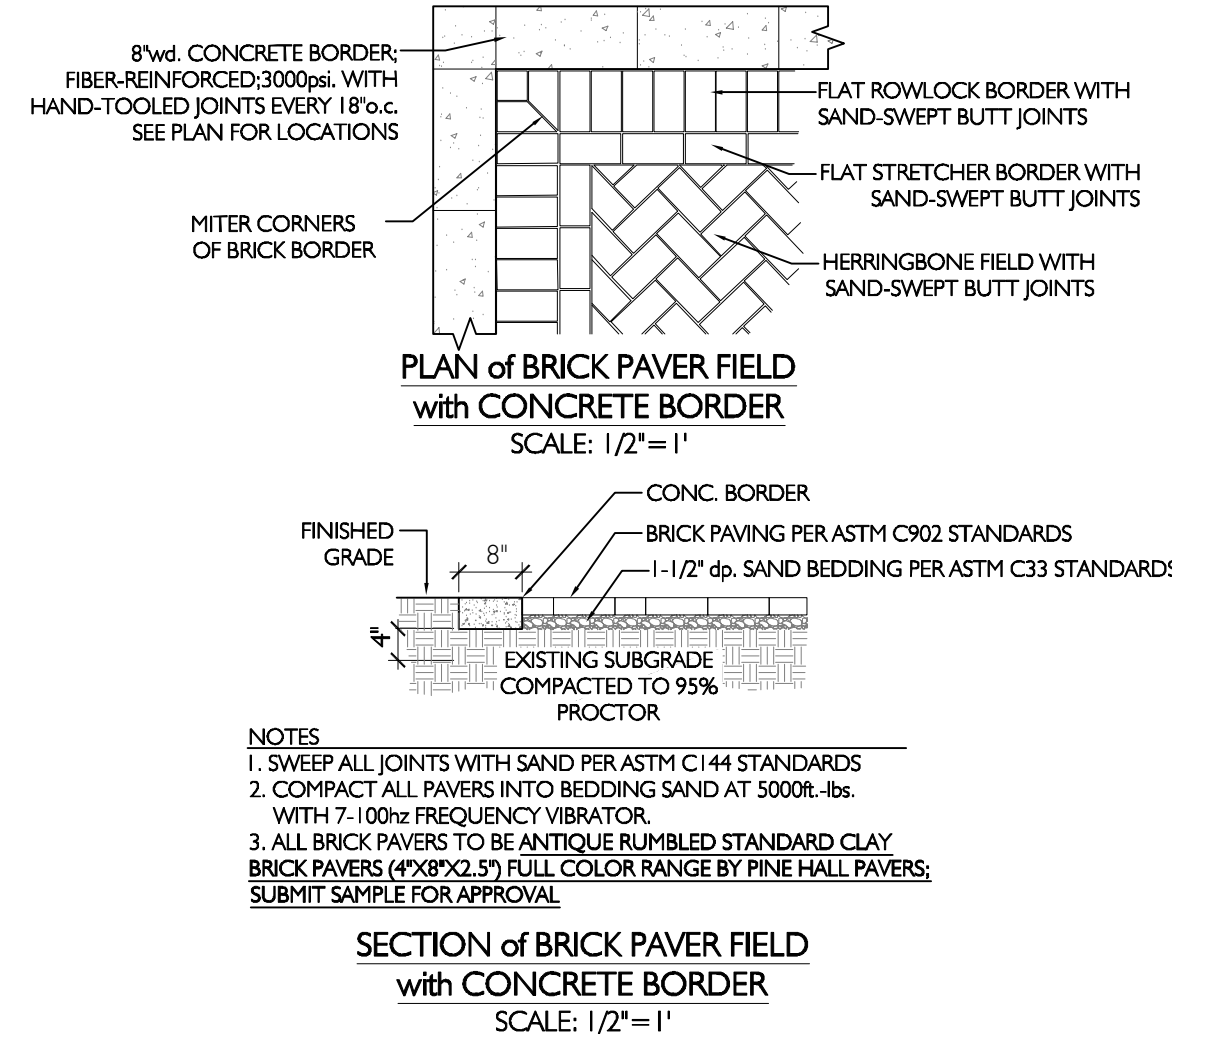 8"wd. CONCRETE BORDER;
FIBER-REINFORCED;3000psi. WITH
HAND-TOOLED JOINTS EVERY 18"o.c.
SEE PLAN FOR LOCATIONS
MITER CORNERS
OF BRICK BORDER
FLAT ROWLOCK BORDER WITH
SAND-SWEPT BUTT JOINTS
FLAT STRETCHER BORDER WITH
SAND-SWEPT BUTT JOINTS
HERRINGBONE FIELD WITH
SAND-SWEPT BUTT JOINTS
PLAN of BRICK PAVER FIELD
with CONCRETE BORDER
SCALE: 1/2"=1'
CONC. BORDER
BRICK PAVING PER ASTM C902 STANDARDS
1-1/2" dp. SAND BEDDING PER ASTM C33 STANDARDS
FINISHED
GRADE
8"
4"
EXISTING SUBGRADE
COMPACTED TO 95%
PROCTOR
NOTES
1. SWEEP ALL JOINTS WITH SAND PER ASTM C144 STANDARDS
2. COMPACT ALL PAVERS INTO BEDDING SAND AT 5000ft.-lbs.
WITH 7-100hz FREQUENCY VIBRATOR.
3. ALL BRICK PAVERS TO BE ANTIQUE RUMBLED STANDARD CLAY
BRICK PAVERS (4"X8"X2.5") FULL COLOR RANGE BY PINE HALL PAVERS;
SUBMIT SAMPLE FOR APPROVAL
SECTION of BRICK PAVER FIELD
with CONCRETE BORDER
SCALE: 1/2"=1'